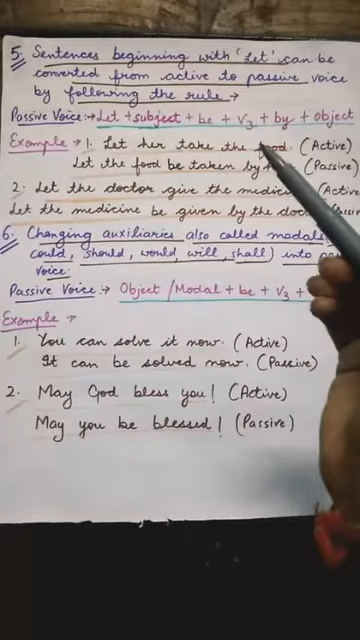 5. Sentences beginning with 'Let' can be
converted from active to passive voice
by following the rule →
Passive Voice:→ Let + subject + be + V3 + by + object
Example → 1. Let her take the food. (Active)
Let the food be taken by (Passive)
2. Let the doctor give the (Active
Let the medicine be given by the
6. Changing auxiliaries also called modals
could, should, would, will, shall) into
voice:
Passive Voice:→ Object/Modal + be + V3 +
Example →
1. You can solve it now. (Active)
It can be solved now. (Passive)
2. May God bless you! (Active)
May you be blessed! (Passive)